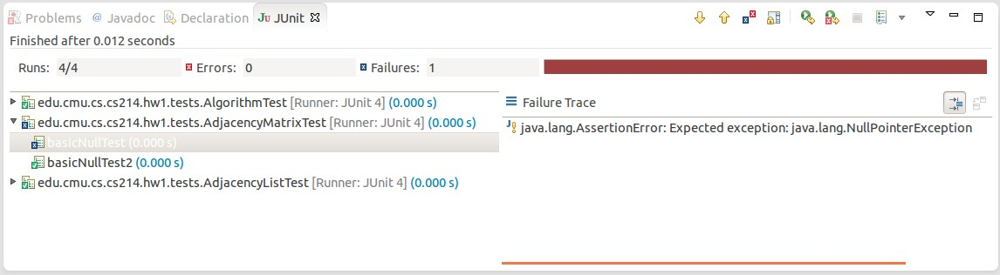 Problems @ Javadoc Declaration JU JUnit
Finished after 0.012 seconds
Runs: 4/4 Errors: 0 Failures: 1
edu.cmu.cs.cs214.hw1.tests.AlgorithmTest [Runner: JUnit 4] (0.000 s)
edu.cmu.cs.cs214.hw1.tests.AdjacencyMatrixTest [Runner: JUnit 4] (0.000 s)
basicNullTest (0.000 s)
basicNullTest2 (0.000 s)
edu.cmu.cs.cs214.hw1.tests.AdjacencyListTest [Runner: JUnit 4] (0.000 s)
Failure Trace
java.lang.AssertionError: Expected exception: java.lang.NullPointerException